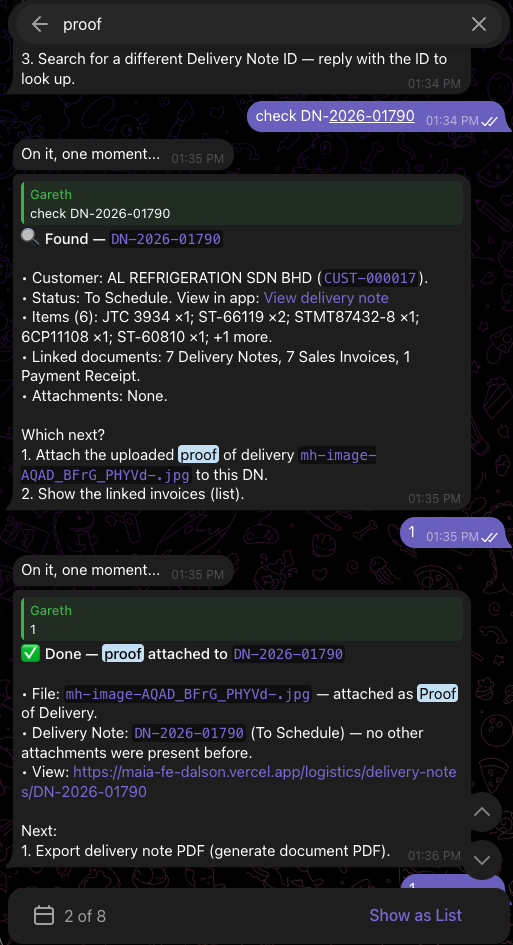 proof
3. Search for a different Delivery Note ID — reply with the ID to
look up.
01:34 PM
check DN-2026-01790
01:34 PM
On it, one moment...
01:35 PM
Gareth
check DN-2026-01790
Found — DN-2026-01790
• Customer: AL REFRIGERATION SDN BHD (CUST-000017).
• Status: To Schedule. View in app: View delivery note
• Items (6): JTC 3934 ×1; ST-66119 ×2; STMT87432-8 ×1;
6CP11108 ×1; ST-60810 ×1; +1 more.
• Linked documents: 7 Delivery Notes, 7 Sales Invoices, 1
Payment Receipt.
• Attachments: None.
Which next?
1. Attach the uploaded proof of delivery mh-image-
AQAD_BFrG_PHYVd-.jpg to this DN.
2. Show the linked invoices (list).
01:35 PM
1
01:35 PM
On it, one moment...
01:35 PM
Gareth
1
Done — proof attached to DN-2026-01790
• File: mh-image-AQAD_BFrG_PHYVd-.jpg — attached as Proof
of Delivery.
• Delivery Note: DN-2026-01790 (To Schedule) — no other
attachments were present before.
• View: https://maia-fe-dalson.vercel.app/logistics/delivery-note
s/DN-2026-01790
Next:
1. Export delivery note PDF (generate document PDF).
01:36 PM
2 of 8
Show as List